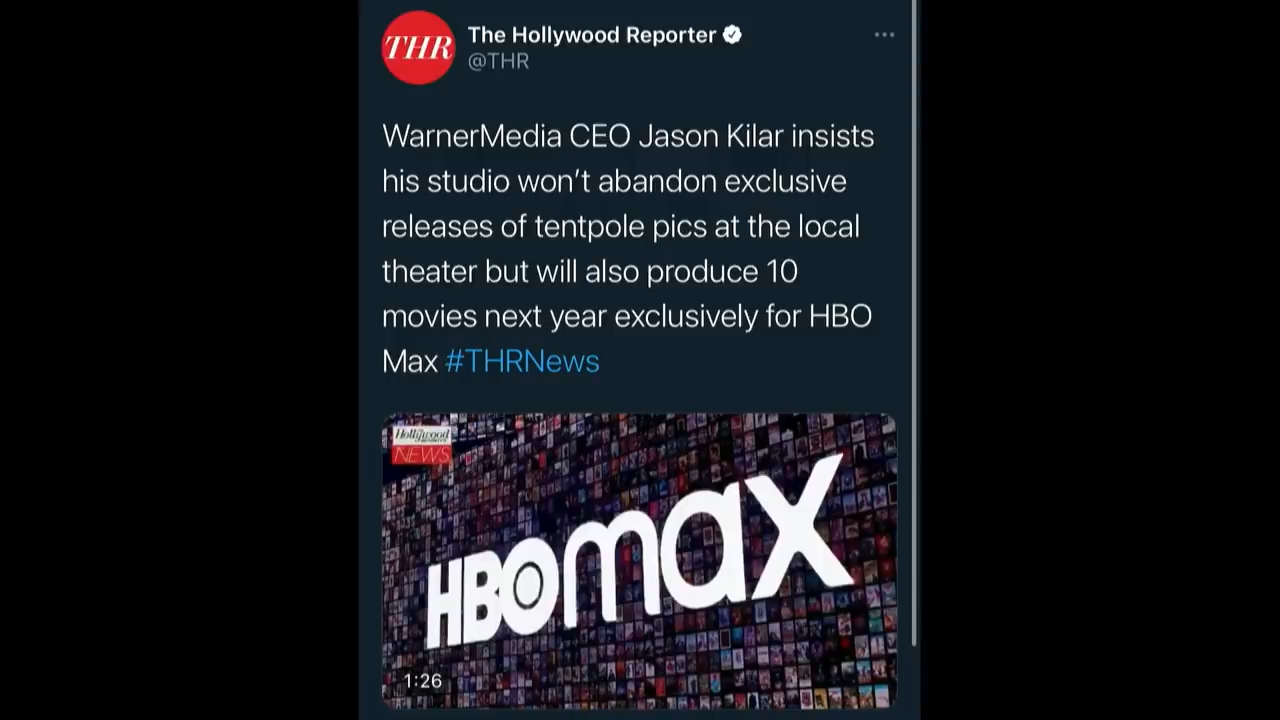 THR
The Hollywood Reporter
@THR
WarnerMedia CEO Jason Kilar insists
his studio won't abandon exclusive
releases of tentpole pics at the local
theater but will also produce 10
movies next year exclusively for HBO
Max #THRNews
Hollywood
NEWS
HBOmax
1:26